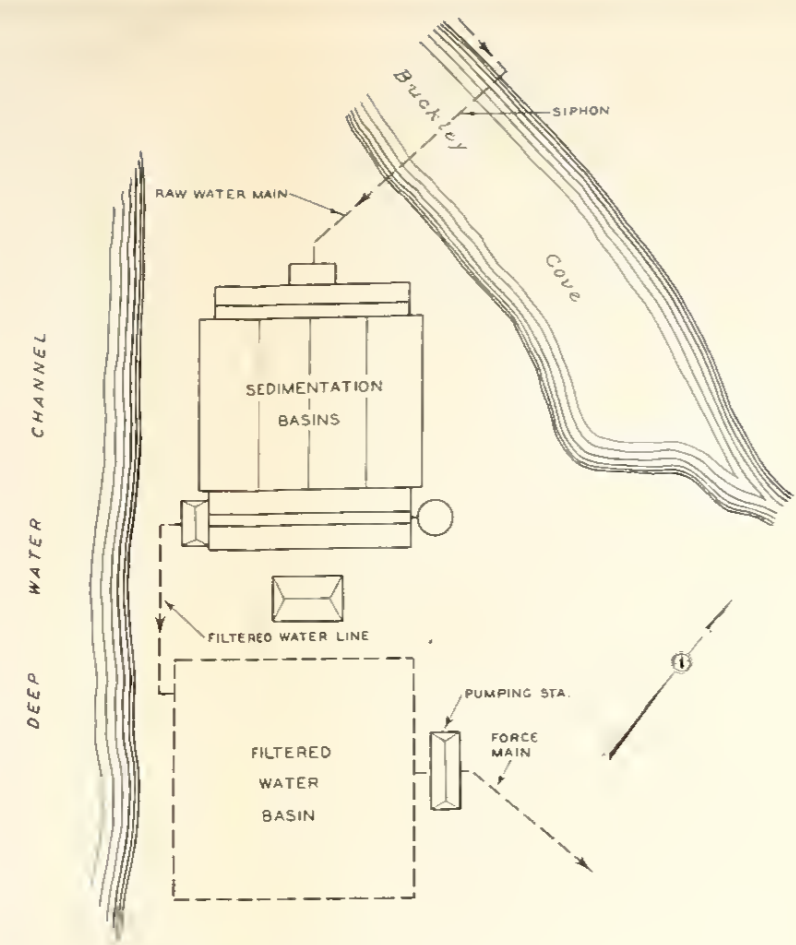 Buckley
SIPHON
RAW WATER MAIN
Cove
SEDIMENTATION
BASINS
DEEP WATER CHANNEL
FILTERED WATER LINE
PUMPING STA.
FORCE
MAIN
FILTERED
WATER
BASIN